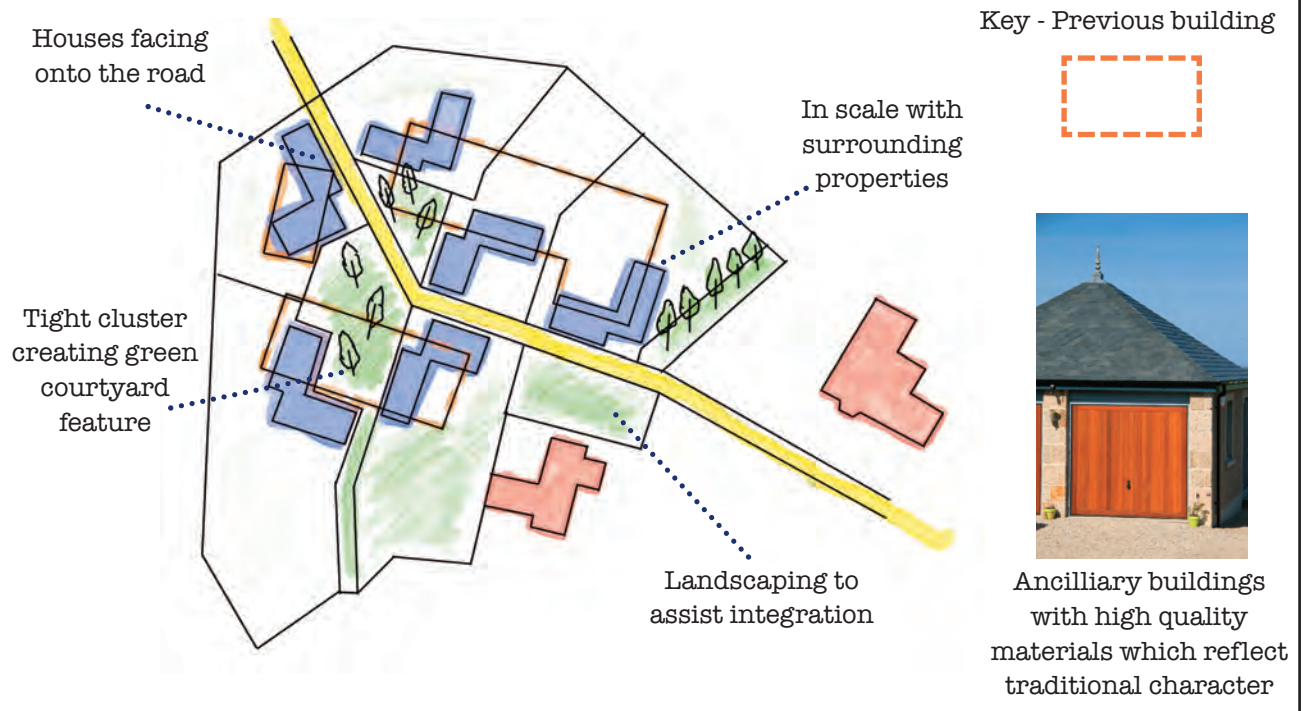 Key - Previous building
Houses facing
onto the road
In scale with
surrounding
properties
Tight cluster
creating green
courtyard
feature
Landscaping to
assist integration
Ancilliary buildings
with high quality
materials which reflect
traditional character